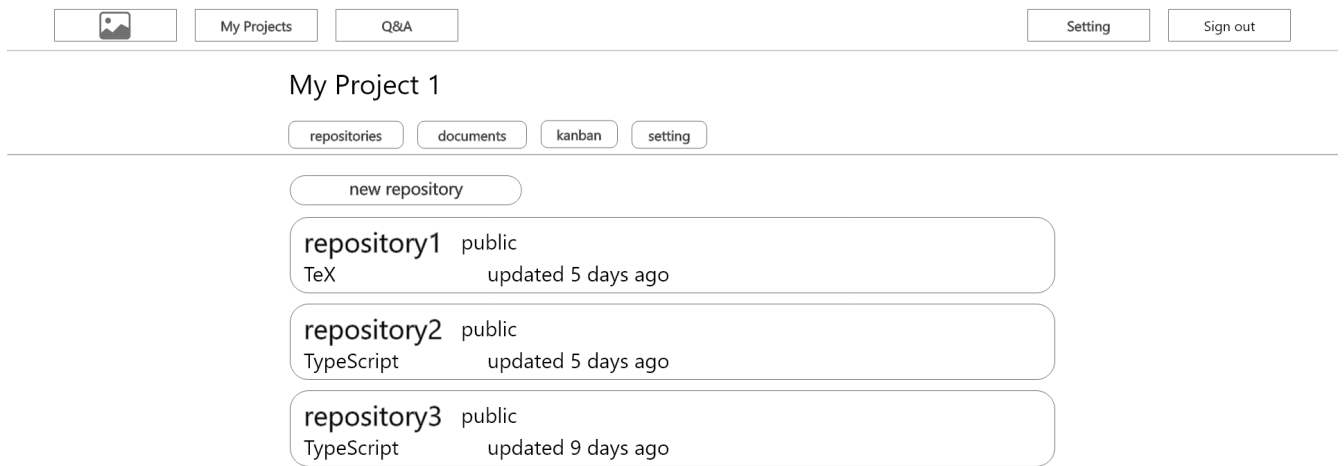 My Projects Q&A Setting Sign out
My Project 1
repositories documents kanban setting
new repository
repository1 public
TeX updated 5 days ago
repository2 public
TypeScript updated 5 days ago
repository3 public
TypeScript updated 9 days ago